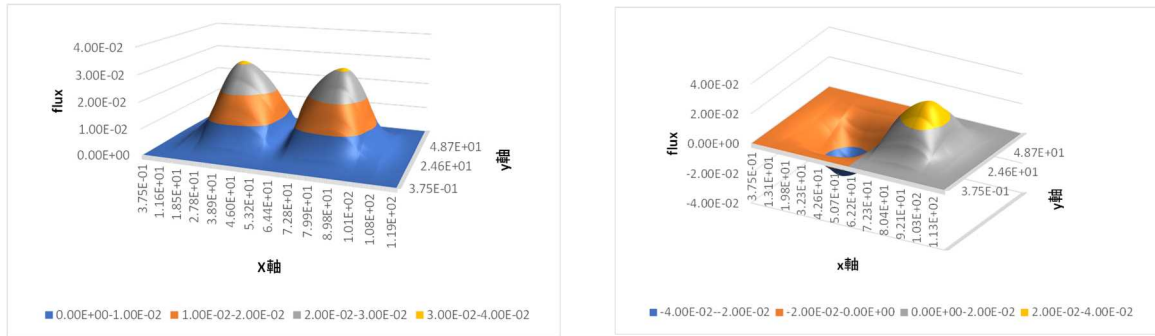 4.00E-02
3.00E-02
2.00E-02
1.00E-02
0.00E+00
flux
3.75E-01
1.16E+01
1.85E+01
2.78E+01
3.89E+01
4.60E+01
5.32E+01
6.44E+01
7.28E+01
7.99E+01
8.98E+01
1.01E+02
1.08E+02
1.19E+02
X軸
4.87E+01
2.46E+01
3.75E-01
y軸
0.00E+00-1.00E-02 1.00E-02-2.00E-02 2.00E-02-3.00E-02 3.00E-02-4.00E-02
4.00E-02
2.00E-02
0.00E+00
-2.00E-02
-4.00E-02
flux
3.75E-01
1.31E+01
1.98E+01
3.23E+01
4.26E+01
5.07E+01
6.22E+01
7.23E+01
8.04E+01
9.21E+01
1.03E+02
1.13E+02
x軸
4.87E+01
2.46E+01
3.75E-01
y軸
-4.00E-02--2.00E-02 -2.00E-02-0.00E+00 0.00E+00-2.00E-02 2.00E-02-4.00E-02